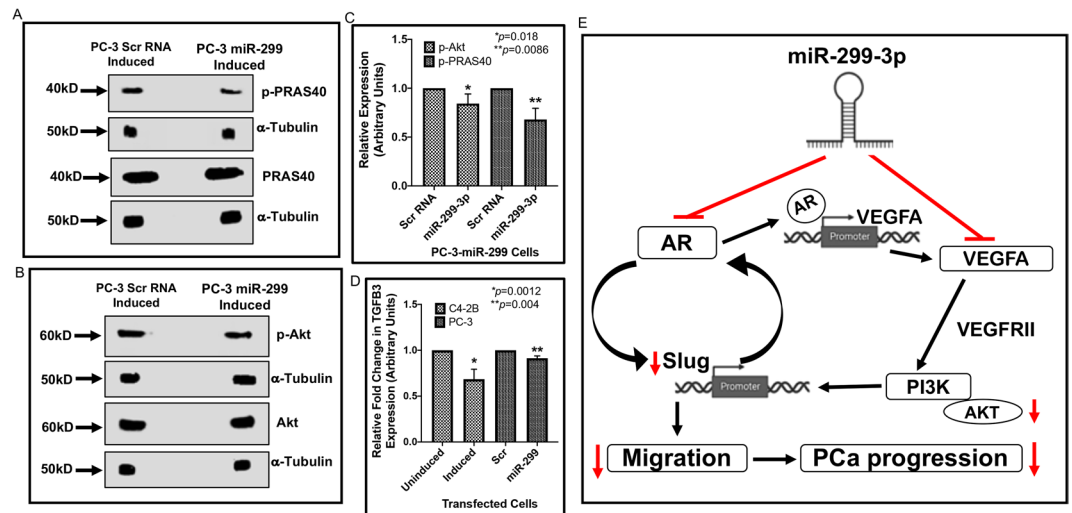 A
PC-3 Scr RNA
Induced
PC-3 miR-299
Induced
40kD
p-PRAS40
50kD
α-Tubulin
40kD
PRAS40
50kD
α-Tubulin
B
PC-3 Scr RNA
Induced
PC-3 miR-299
Induced
60kD
p-Akt
50kD
α-Tubulin
60kD
Akt
50kD
α-Tubulin
C
Relative Expression
(Arbitrary Units)
1.5
1.0
0.5
0.0
p-Akt
p-PRAS40
*p=0.018
**p=0.0086
*
**
Scr RNA
miR-299-3p
Scr RNA
miR-299-3p
PC-3-miR-299 Cells
D
Relative Fold Change in TGFB3
Expression (Arbitrary Units)
1.5
1.0
0.5
0.0
C4-2B
PC-3
*p=0.0012
**p=0.004
*
**
Uninduced
Induced
Scr
miR-299
Transfected Cells
E
miR-299-3p
AR
AR
VEGFA
Promoter
VEGFA
VEGFRII
Slug
Promoter
PI3K
AKT
Migration
PCa progression